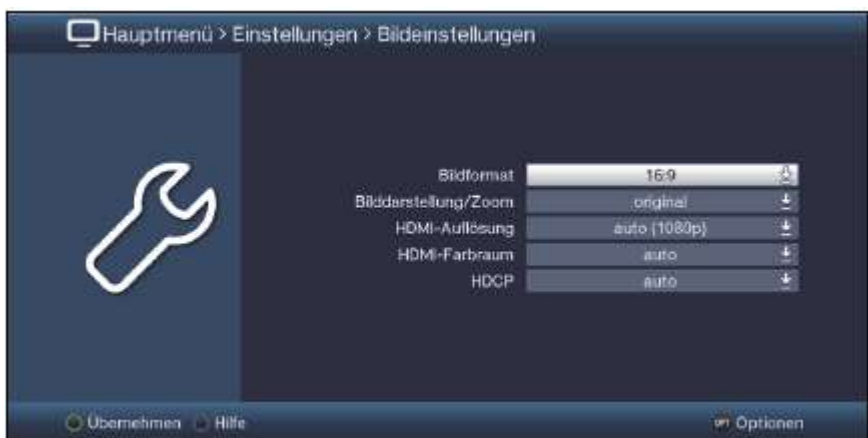 Hauptmenü > Einstellungen > Bildeinstellungen
Bildformat 16:9
Bilddarstellung/Zoom original
HDMI-Auflösung auto (1080p)
HDMI-Farbraum auto
HDCP auto
Übernehmen Hilfe OPT Optionen